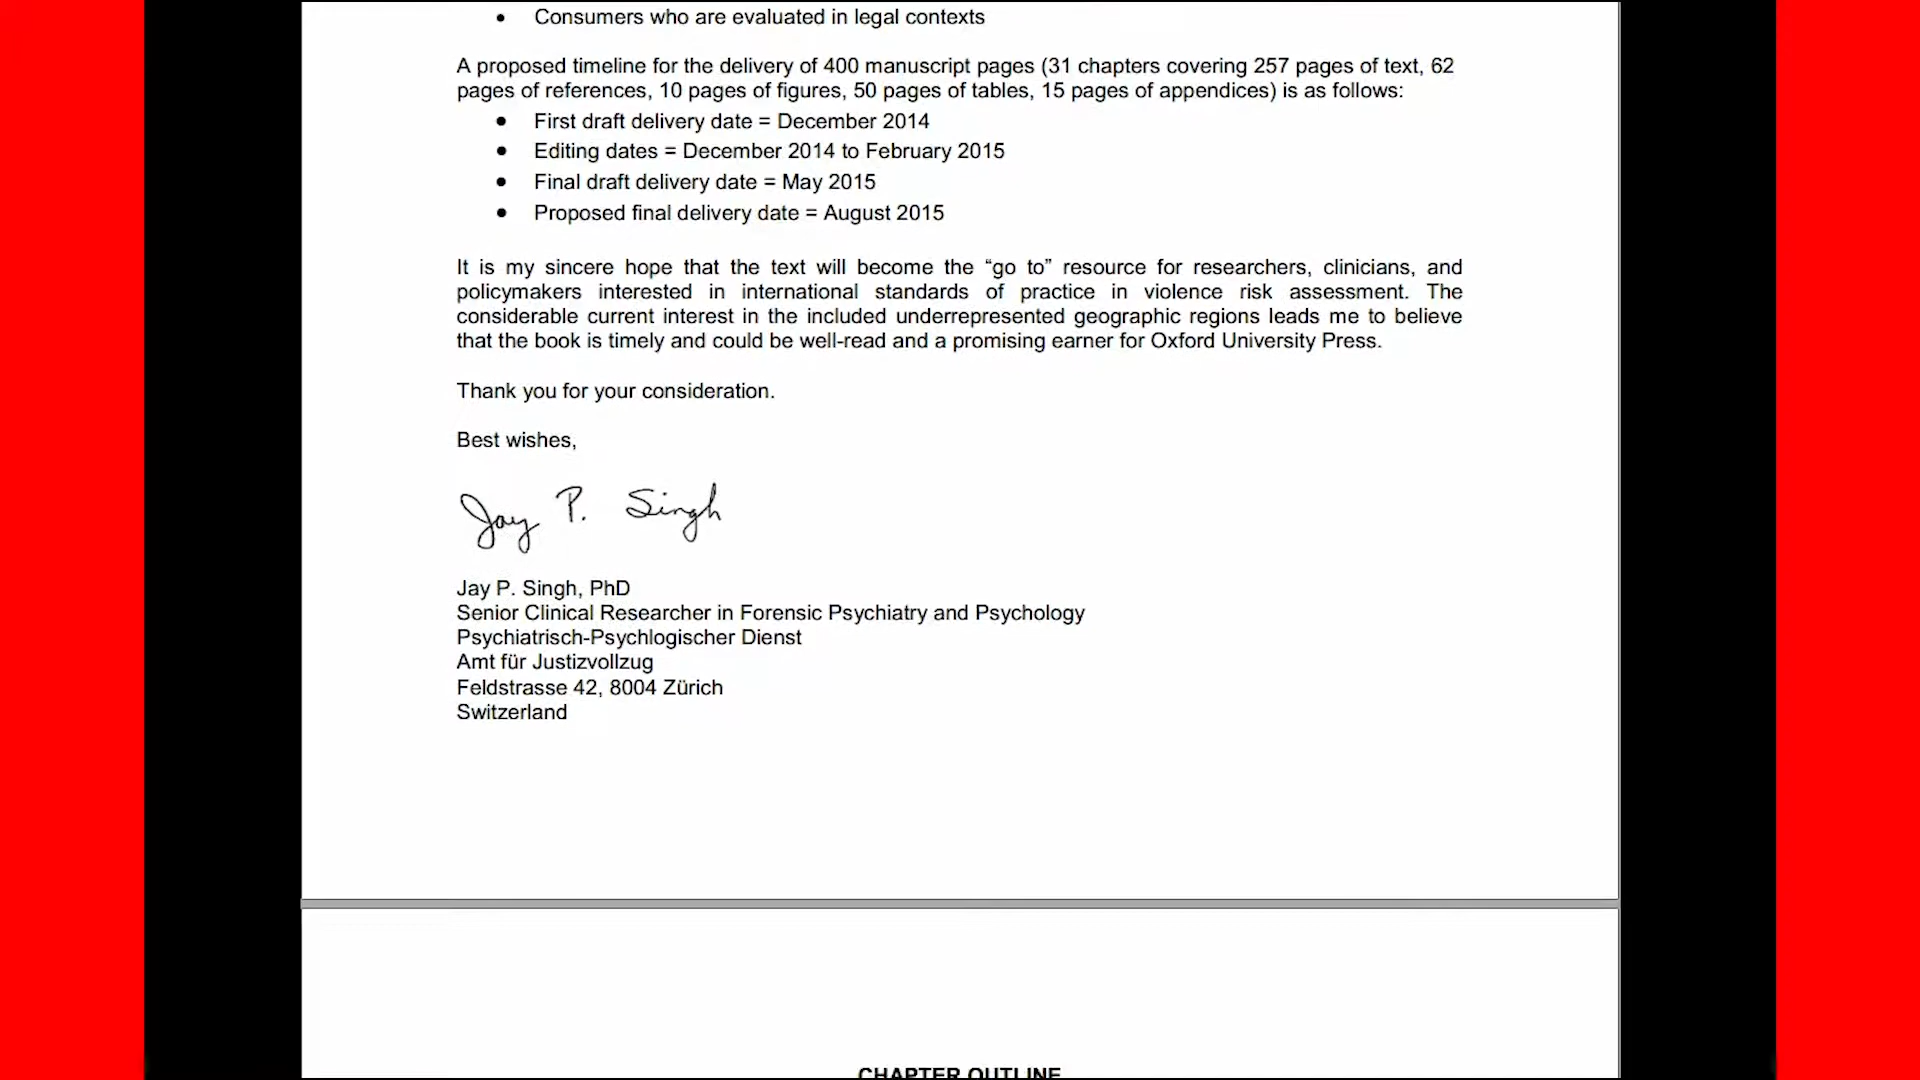 • Consumers who are evaluated in legal contexts
A proposed timeline for the delivery of 400 manuscript pages (31 chapters covering 257 pages of text, 62
pages of references, 10 pages of figures, 50 pages of tables, 15 pages of appendices) is as follows:
• First draft delivery date = December 2014
• Editing dates = December 2014 to February 2015
• Final draft delivery date = May 2015
• Proposed final delivery date = August 2015
It is my sincere hope that the text will become the “go to” resource for researchers, clinicians, and
policymakers interested in international standards of practice in violence risk assessment. The
considerable current interest in the included underrepresented geographic regions leads me to believe
that the book is timely and could be well-read and a promising earner for Oxford University Press.
Thank you for your consideration.
Best wishes,
Jay P. Singh
Jay P. Singh, PhD
Senior Clinical Researcher in Forensic Psychiatry and Psychology
Psychiatrisch-Psychlogischer Dienst
Amt für Justizvollzug
Feldstrasse 42, 8004 Zürich
Switzerland
CHAPTER OUTLINE